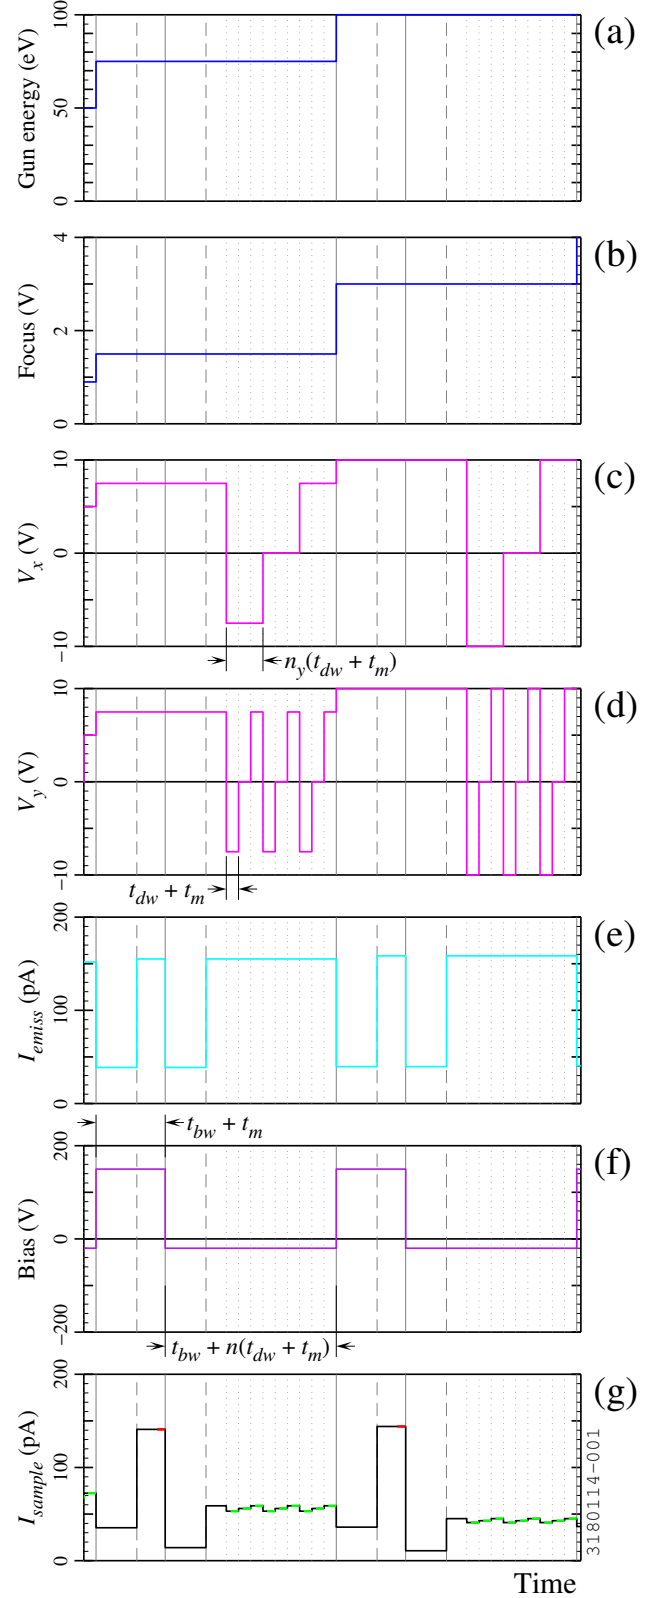 (a)
Gun energy (eV)
0
50
100
(b)
Focus (V)
0
2
4
(c)
V_x (V)
−10
0
10
n_y(t_dw + t_m)
(d)
V_y (V)
−10
0
10
t_dw + t_m
(e)
I_emiss (pA)
0
100
200
t_bw + t_m
(f)
Bias (V)
−200
0
200
t_bw + n(t_dw + t_m)
(g)
I_sample (pA)
0
100
200
3180114−001
Time